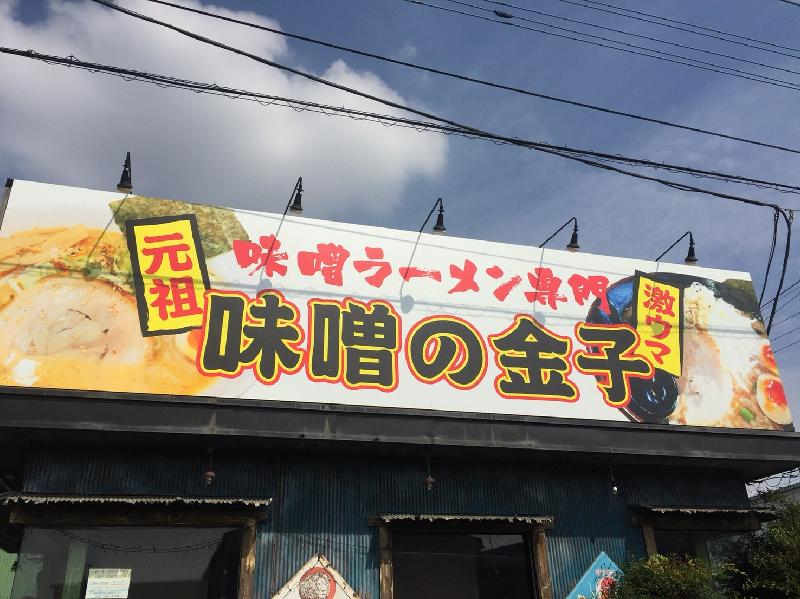 元祖
味噌ラーメン専門
味噌の金子
激ウマ